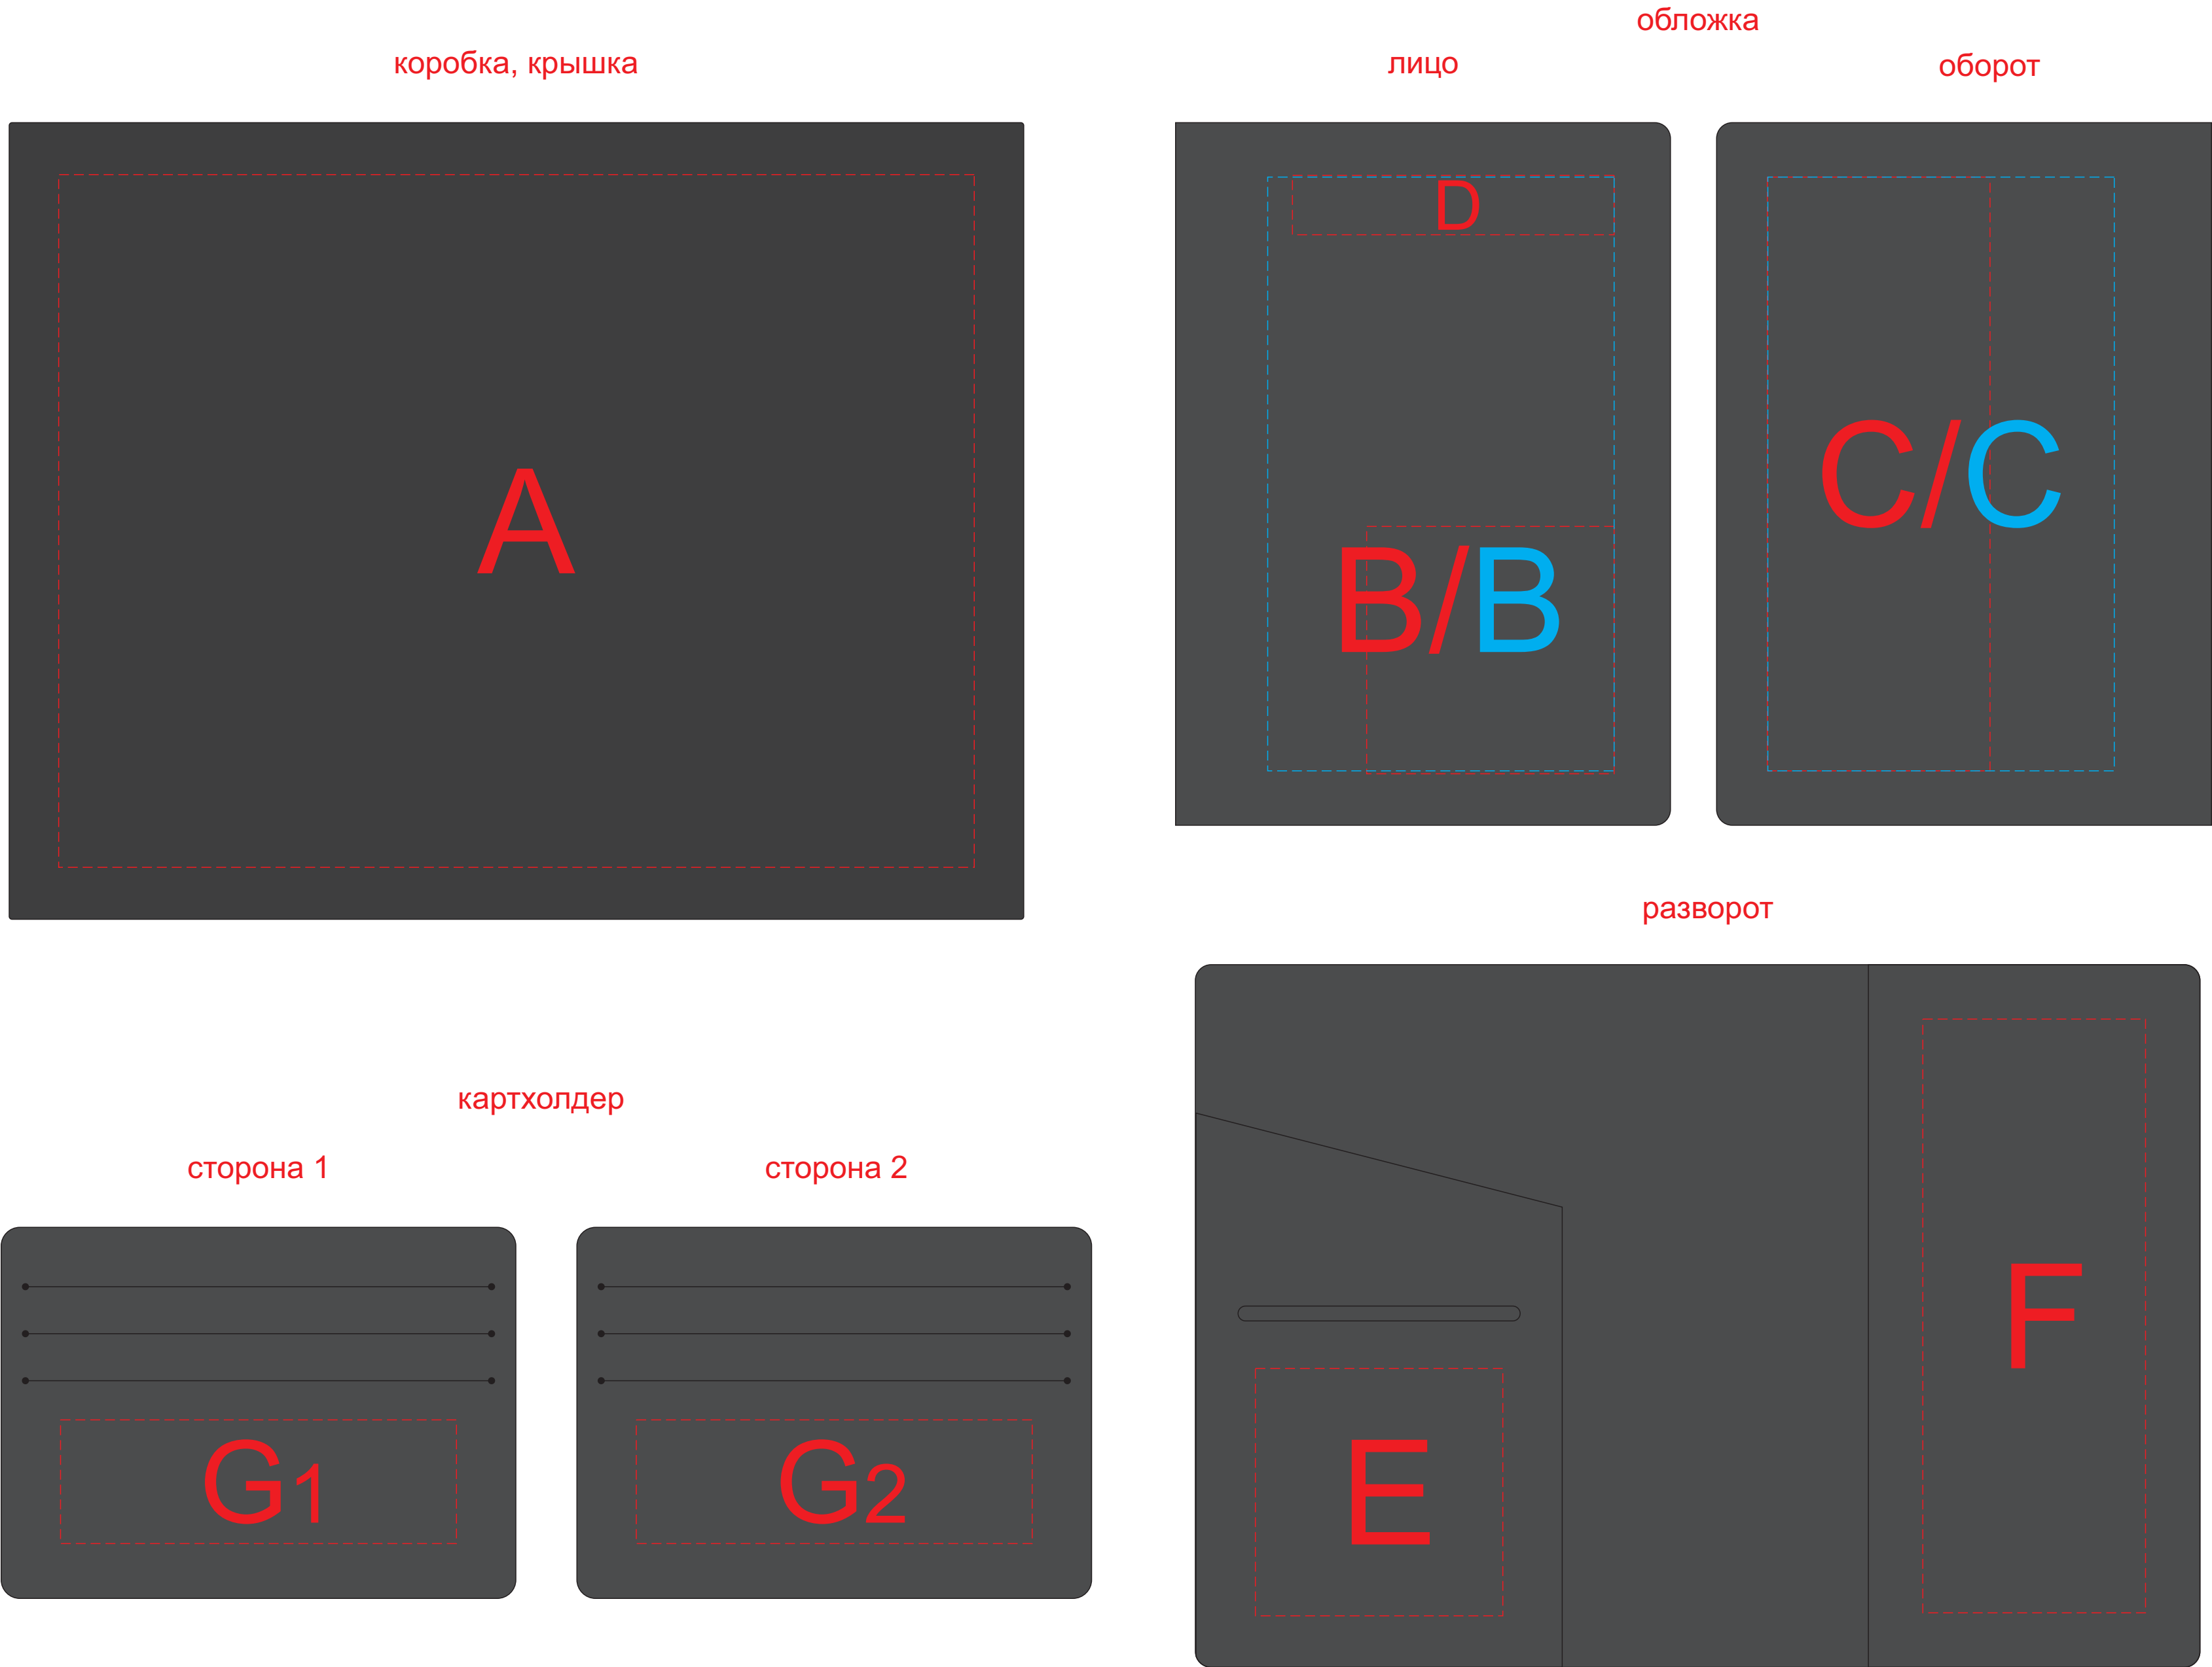 обложка
коробка, крышка
лицо
оборот
A
D
B/B
C/C
разворот
картхолдер
сторона 1
сторона 2
G1
G2
E
F